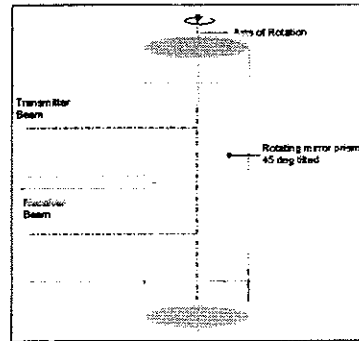 Axis of Rotation
Transmitter
Beam
Rotating mirror prism
45 deg tilted
Receiver
Beam